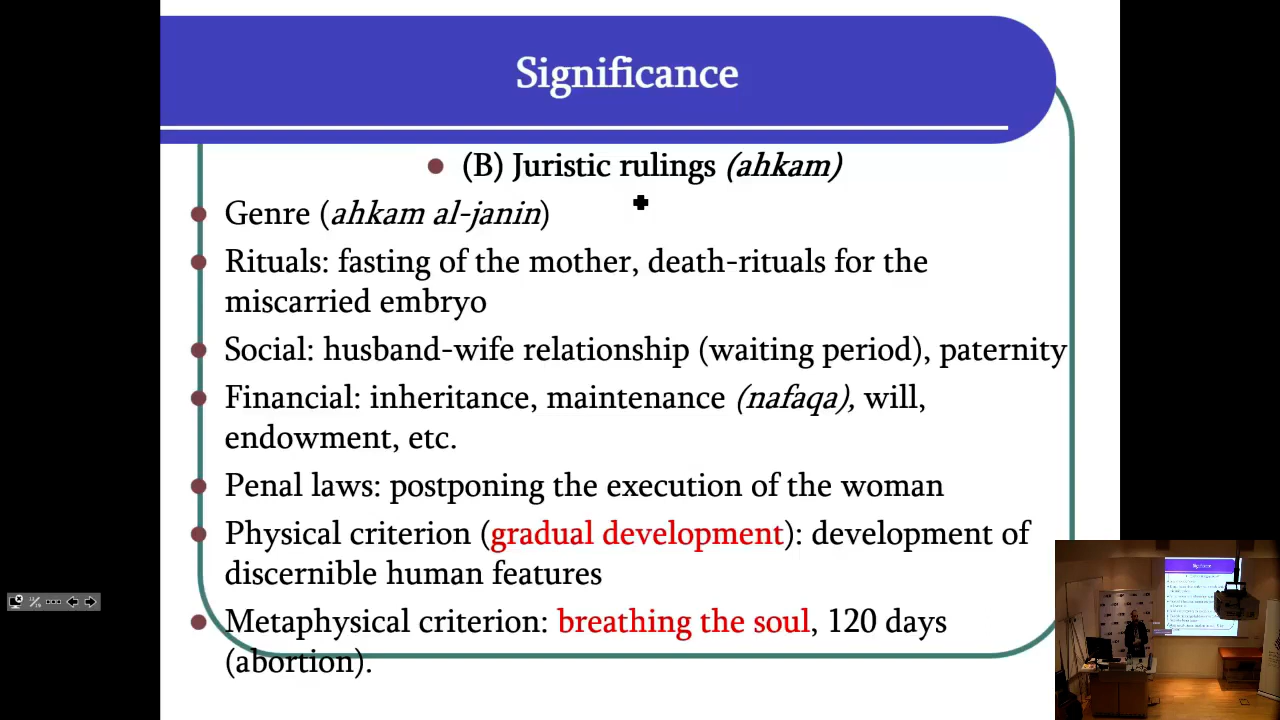 Significance
(B) Juristic rulings (ahkam)
Genre (ahkam al-janin)
Rituals: fasting of the mother, death-rituals for the
miscarried embryo
Social: husband-wife relationship (waiting period), paternity
Financial: inheritance, maintenance (nafaqa), will,
endowment, etc.
Penal laws: postponing the execution of the woman
Physical criterion (gradual development): development of
discernible human features
Metaphysical criterion: breathing the soul, 120 days
(abortion).
Significance